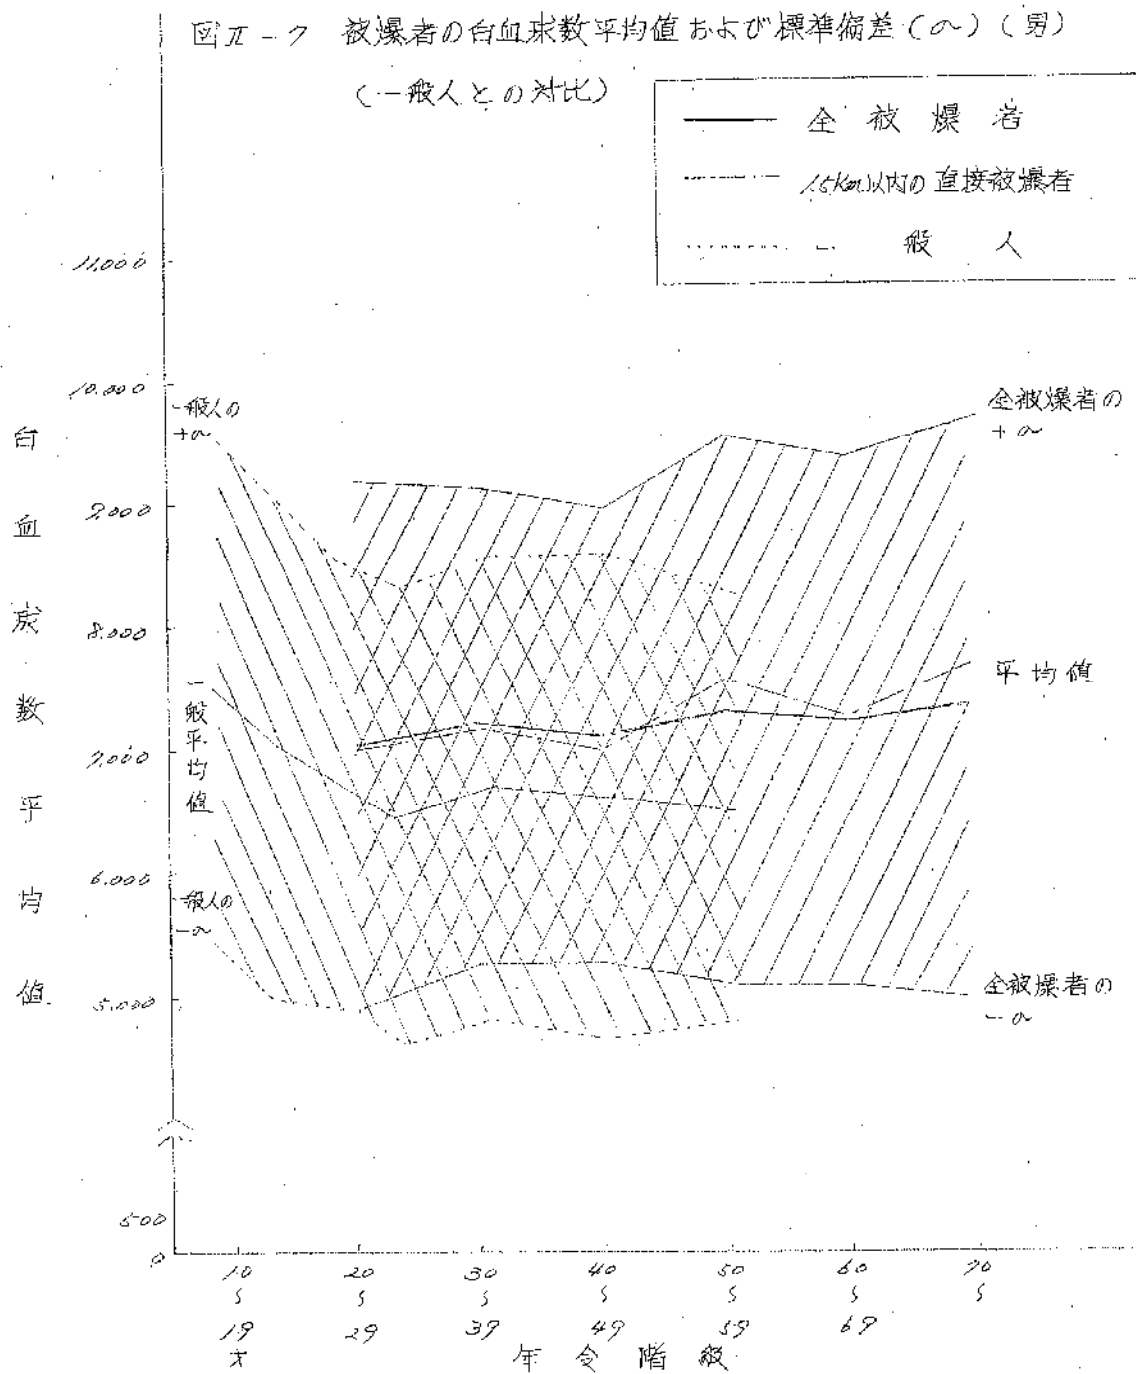 図Ⅱ-7 被爆者の白血球数平均値および標準偏差(σ)(男)
(一般人との対比)
全被爆者
1.5Km以内の直接被爆者
一般人
11,000
10,000
9,000
8,000
7,000
6,000
5,000
500
0
白血球数平均値
一般人の
+σ
一般平均値
一般人の
-σ
全被爆者の
+σ
平均値
全被爆者の
-σ
10〜19才
20〜29
30〜39
40〜49
50〜59
60〜69
70〜
年令階級